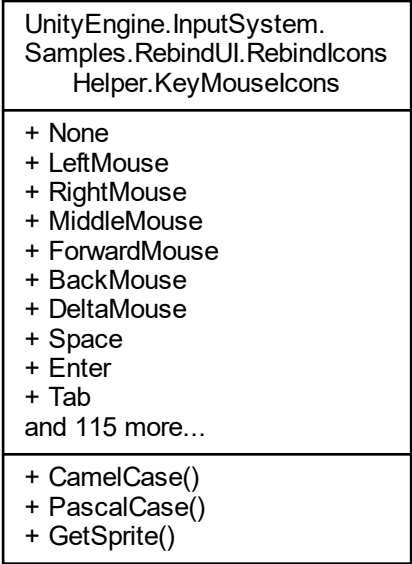 UnityEngine.InputSystem.
Samples.RebindUI.RebindIcons
Helper.KeyMouseIcons
+ None
+ LeftMouse
+ RightMouse
+ MiddleMouse
+ ForwardMouse
+ BackMouse
+ DeltaMouse
+ Space
+ Enter
+ Tab
and 115 more...
+ CamelCase()
+ PascalCase()
+ GetSprite()